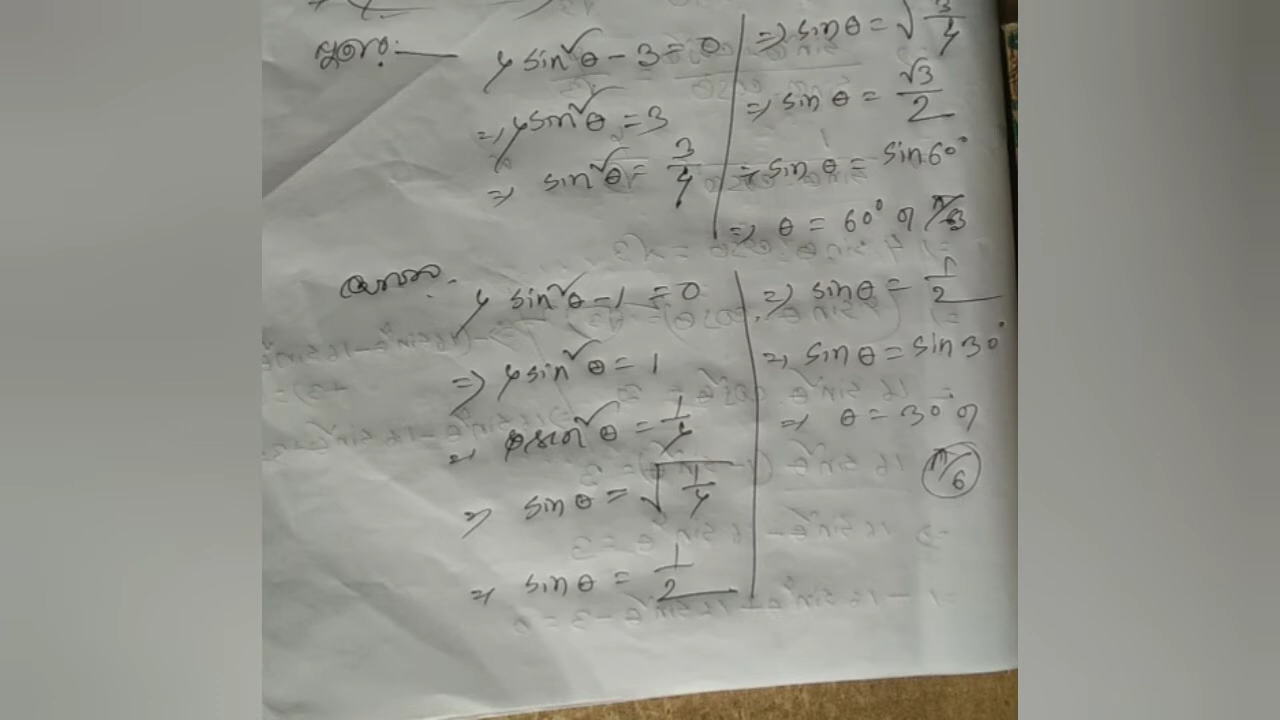 4 sin²θ - 3 = 0
⇒ 4 sin²θ = 3
⇒ sin²θ = 3/4
⇒ sinθ = √3/4
⇒ sin θ = √3/2
⇒ sin θ = sin 60°
⇒ θ = 60° বা π/3
4 sin²θ - 1 = 0
⇒ 4 sin²θ = 1
⇒ sin²θ = 1/4
⇒ sin θ = √1/4
⇒ sin θ = 1/2
⇒ sin θ = 1/2
⇒ sin θ = sin 30°
⇒ θ = 30° বা
π/6